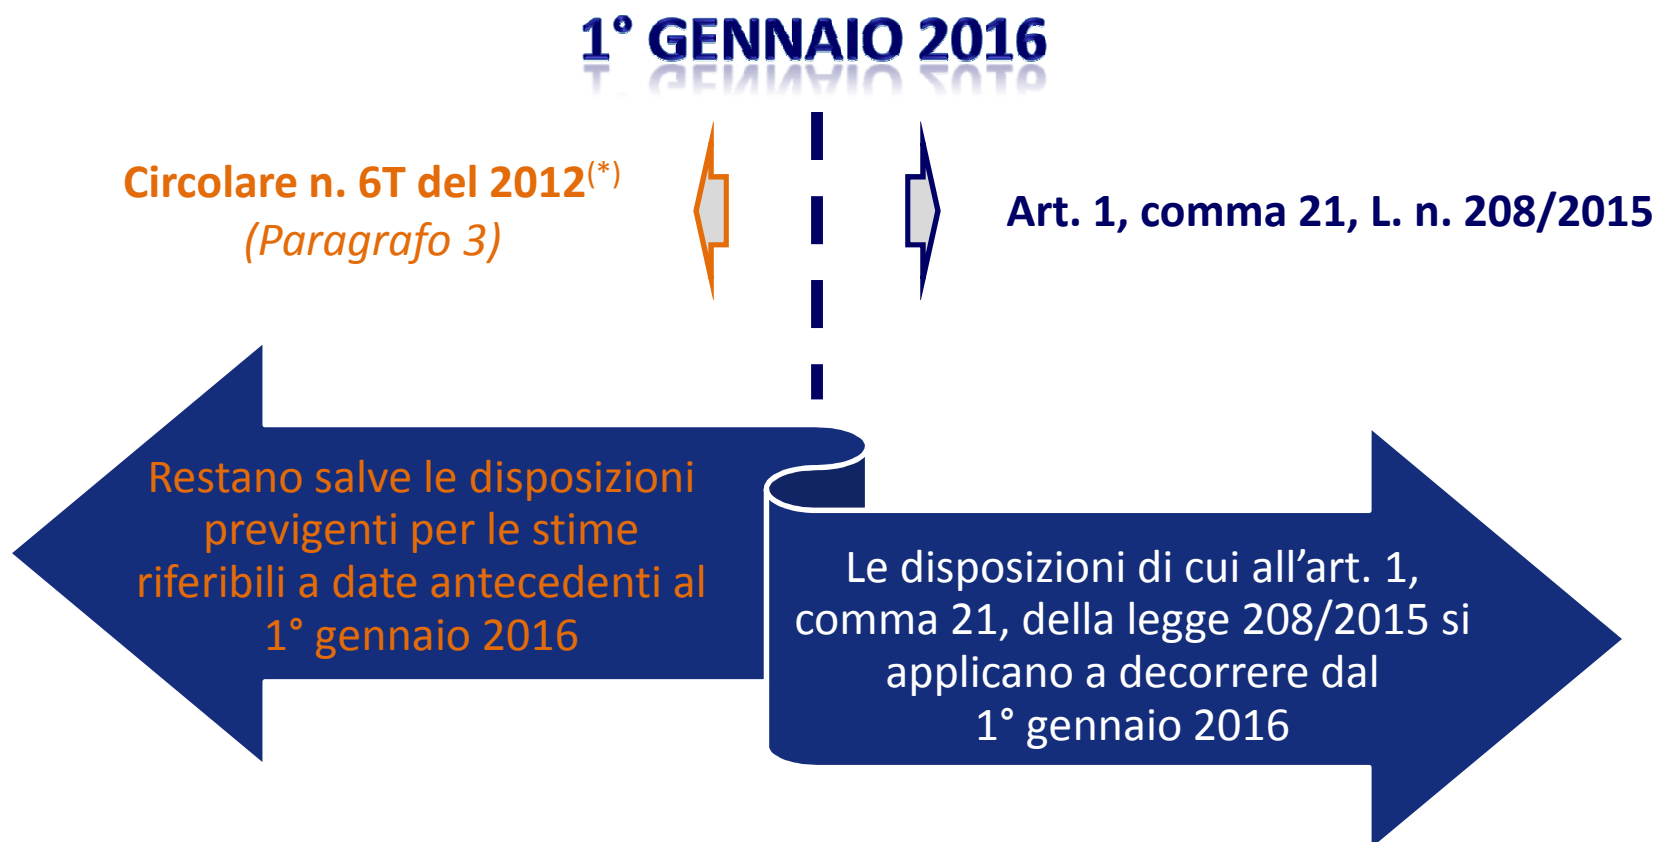 1° GENNAIO 2016
Circolare n. 6T del 2012(*)
(Paragrafo 3)
Art. 1, comma 21, L. n. 208/2015
Restano salve le disposizioni
previgenti per le stime
riferibili a date antecedenti al
1° gennaio 2016
Le disposizioni di cui all’art. 1,
comma 21, della legge 208/2015 si
applicano a decorrere dal
1° gennaio 2016